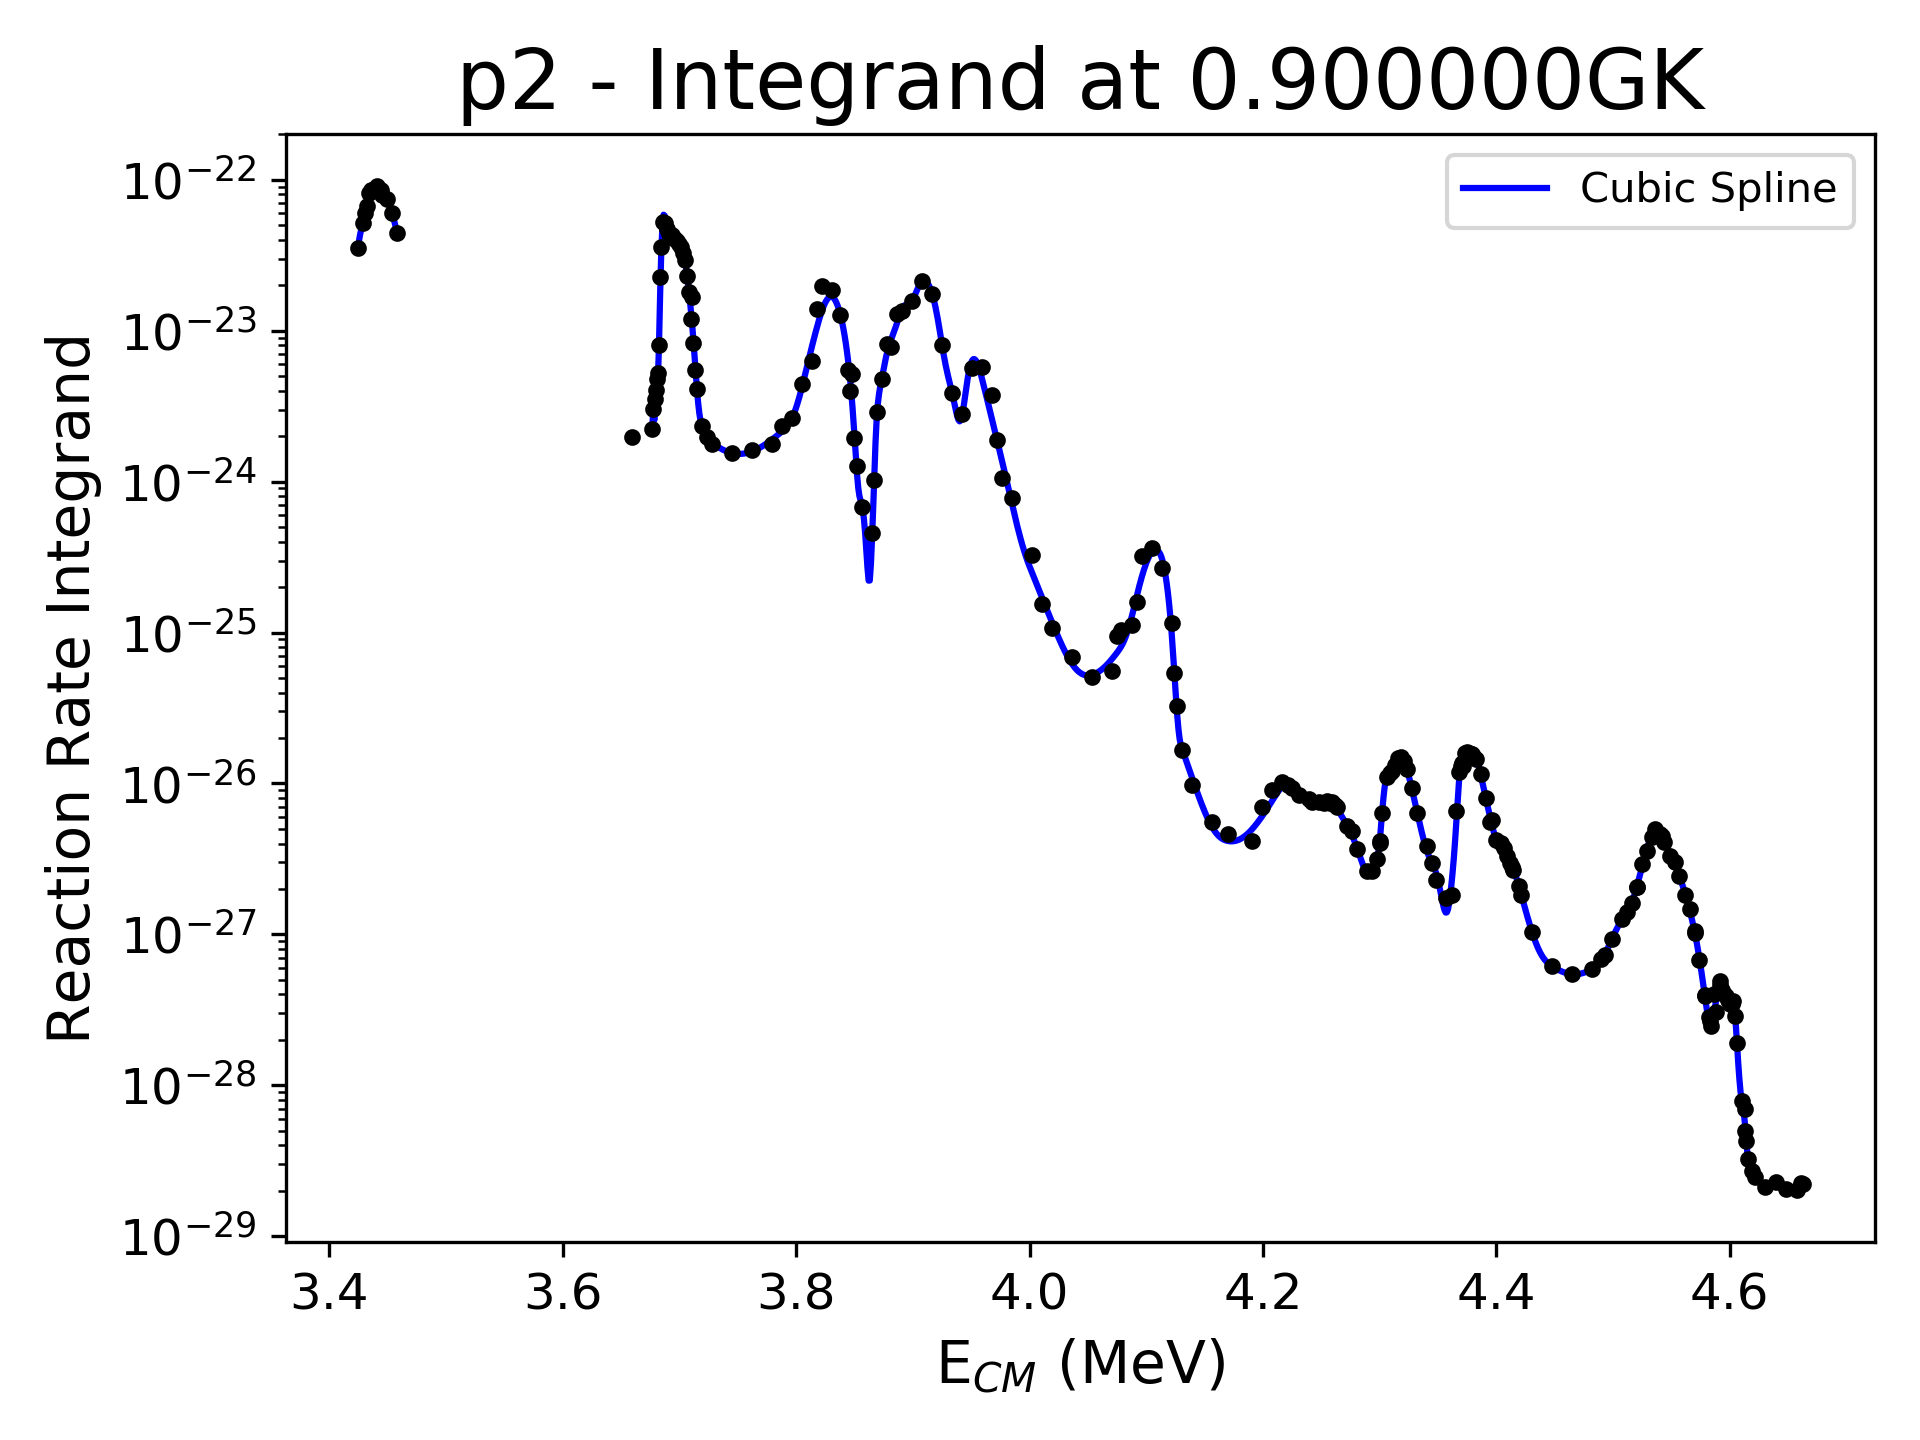 p2 - Integrand at 0.900000GK
Cubic Spline
Reaction Rate Integrand
10⁻²²
10⁻²³
10⁻²⁴
10⁻²⁵
10⁻²⁶
10⁻²⁷
10⁻²⁸
10⁻²⁹
3.4 3.6 3.8 4.0 4.2 4.4 4.6
E_CM (MeV)